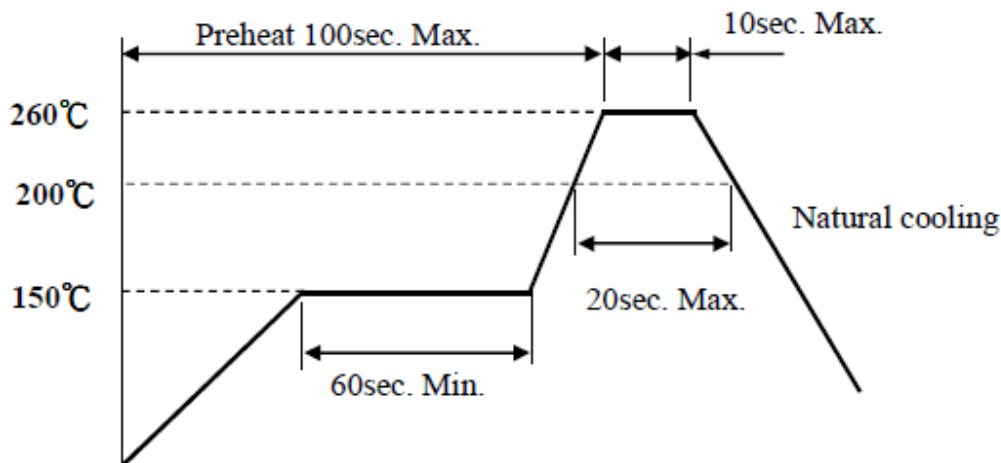 Preheat 100sec. Max.
10sec. Max.
260℃
200℃
Natural cooling
150℃
20sec. Max.
60sec. Min.